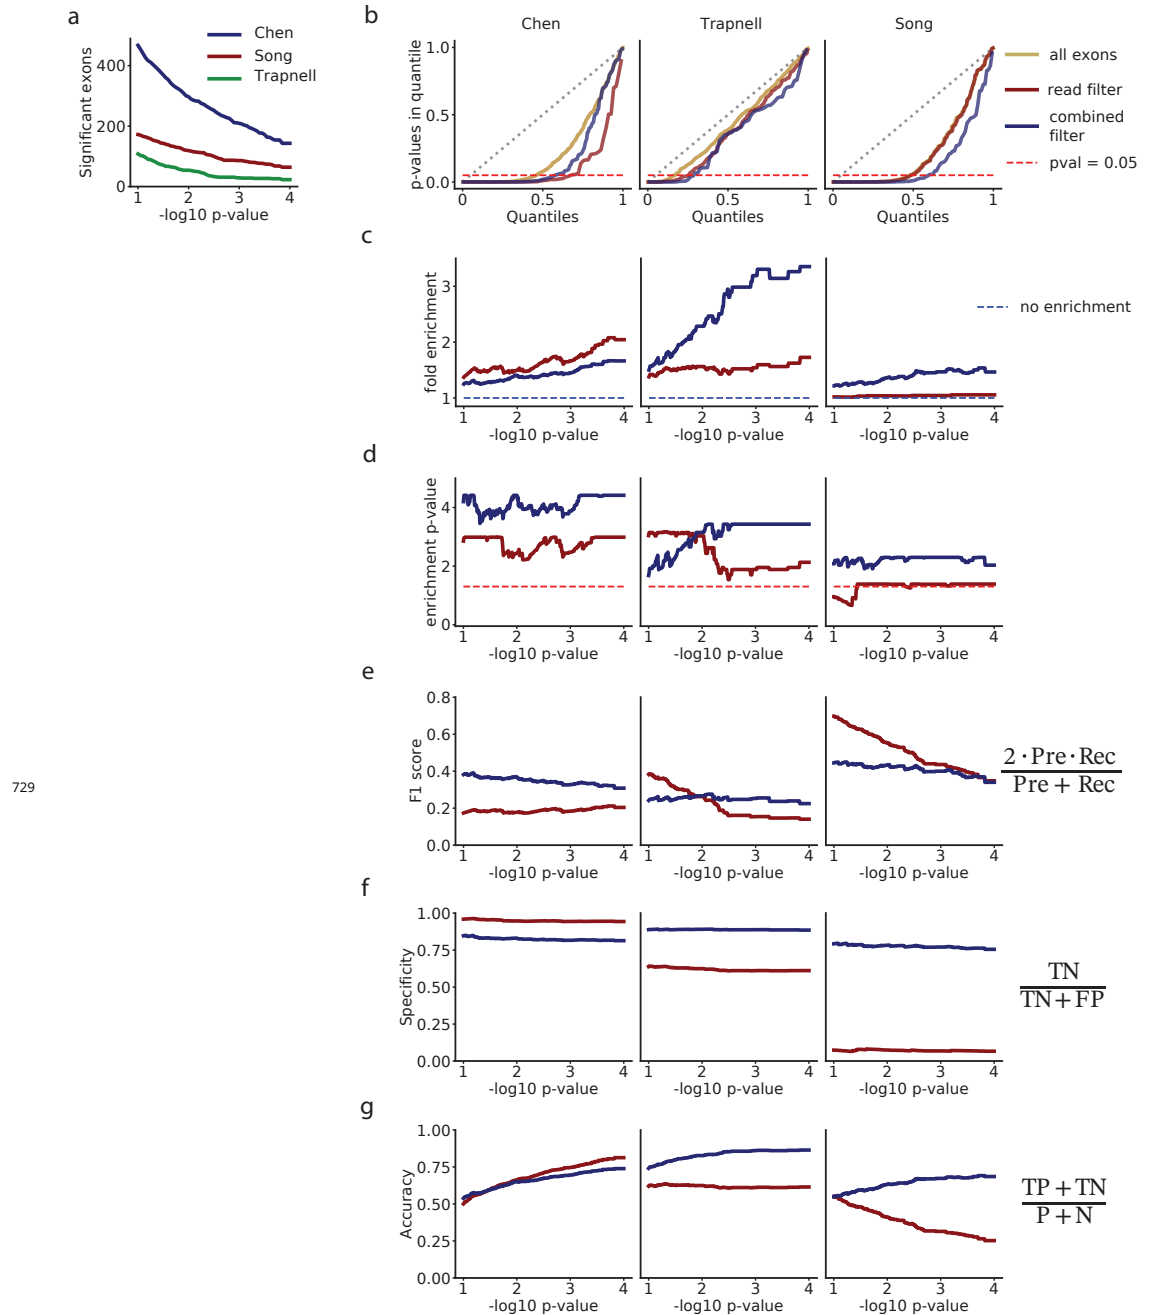 a
Chen
Song
Trapnell
Significant exons
400
200
0
1 2 3 4
-log10 p-value
b
Chen Trapnell Song
p-values in quantile
1.0
0.5
0.0
0 0.5 1 0 0.5 1 0 0.5 1
Quantiles Quantiles Quantiles
all exons
read filter
combined
filter
pval = 0.05
c
fold enrichment
3
2
1
1 2 3 4 1 2 3 4 1 2 3 4
-log10 p-value -log10 p-value -log10 p-value
no enrichment
d
enrichment p-value
4
2
0
1 2 3 4 1 2 3 4 1 2 3 4
-log10 p-value -log10 p-value -log10 p-value
e
F1 score
0.8
0.6
0.4
0.2
0.0
1 2 3 4 1 2 3 4 1 2 3 4
-log10 p-value -log10 p-value -log10 p-value
2 · Pre · Rec
Pre + Rec
729
f
Specificity
1.00
0.75
0.50
0.25
0.00
1 2 3 4 1 2 3 4 1 2 3 4
-log10 p-value -log10 p-value -log10 p-value
TN
TN + FP
g
Accuracy
1.00
0.75
0.50
0.25
0.00
1 2 3 4 1 2 3 4 1 2 3 4
-log10 p-value -log10 p-value -log10 p-value
TP + TN
P + N